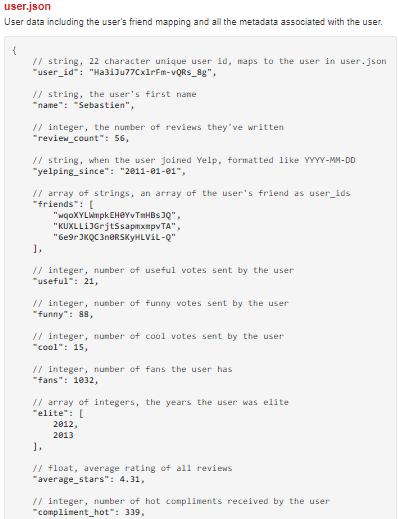 user.json
User data including the user's friend mapping and all the metadata associated with the user.
{
// string, 22 character unique user id, maps to the user in user.json
"user_id": "Ha3iJu77CxlrFm-vQRs_8g",
// string, the user's first name
"name": "Sebastien",
// integer, the number of reviews they've written
"review_count": 56,
// string, when the user joined Yelp, formatted like YYYY-MM-DD
"yelping_since": "2011-01-01",
// array of strings, an array of the user's friend as user_ids
"friends": [
"wqoXYLWmpkEH0YvTmHBsJQ",
"KUXLLiJGrjtSsapmxmpvTA",
"6e9rJKQC3n0RSKyHLViL-Q"
],
// integer, number of useful votes sent by the user
"useful": 21,
// integer, number of funny votes sent by the user
"funny": 88,
// integer, number of cool votes sent by the user
"cool": 15,
// integer, number of fans the user has
"fans": 1032,
// array of integers, the years the user was elite
"elite": [
2012,
2013
],
// float, average rating of all reviews
"average_stars": 4.31,
// integer, number of hot compliments received by the user
"compliment_hot": 339,